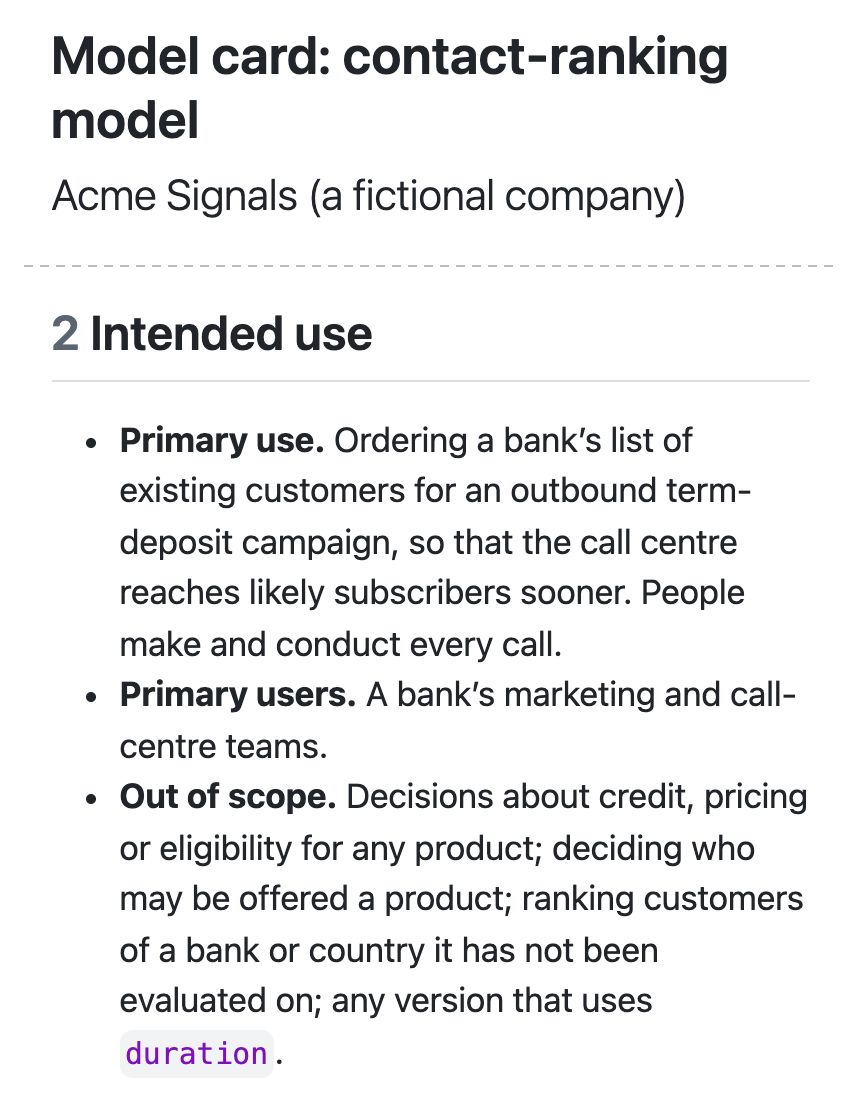 Model card: contact-ranking
model
Acme Signals (a fictional company)
2 Intended use
• Primary use. Ordering a bank’s list of
existing customers for an outbound term-
deposit campaign, so that the call centre
reaches likely subscribers sooner. People
make and conduct every call.
• Primary users. A bank’s marketing and call-
centre teams.
• Out of scope. Decisions about credit, pricing
or eligibility for any product; deciding who
may be offered a product; ranking customers
of a bank or country it has not been
evaluated on; any version that uses
duration.